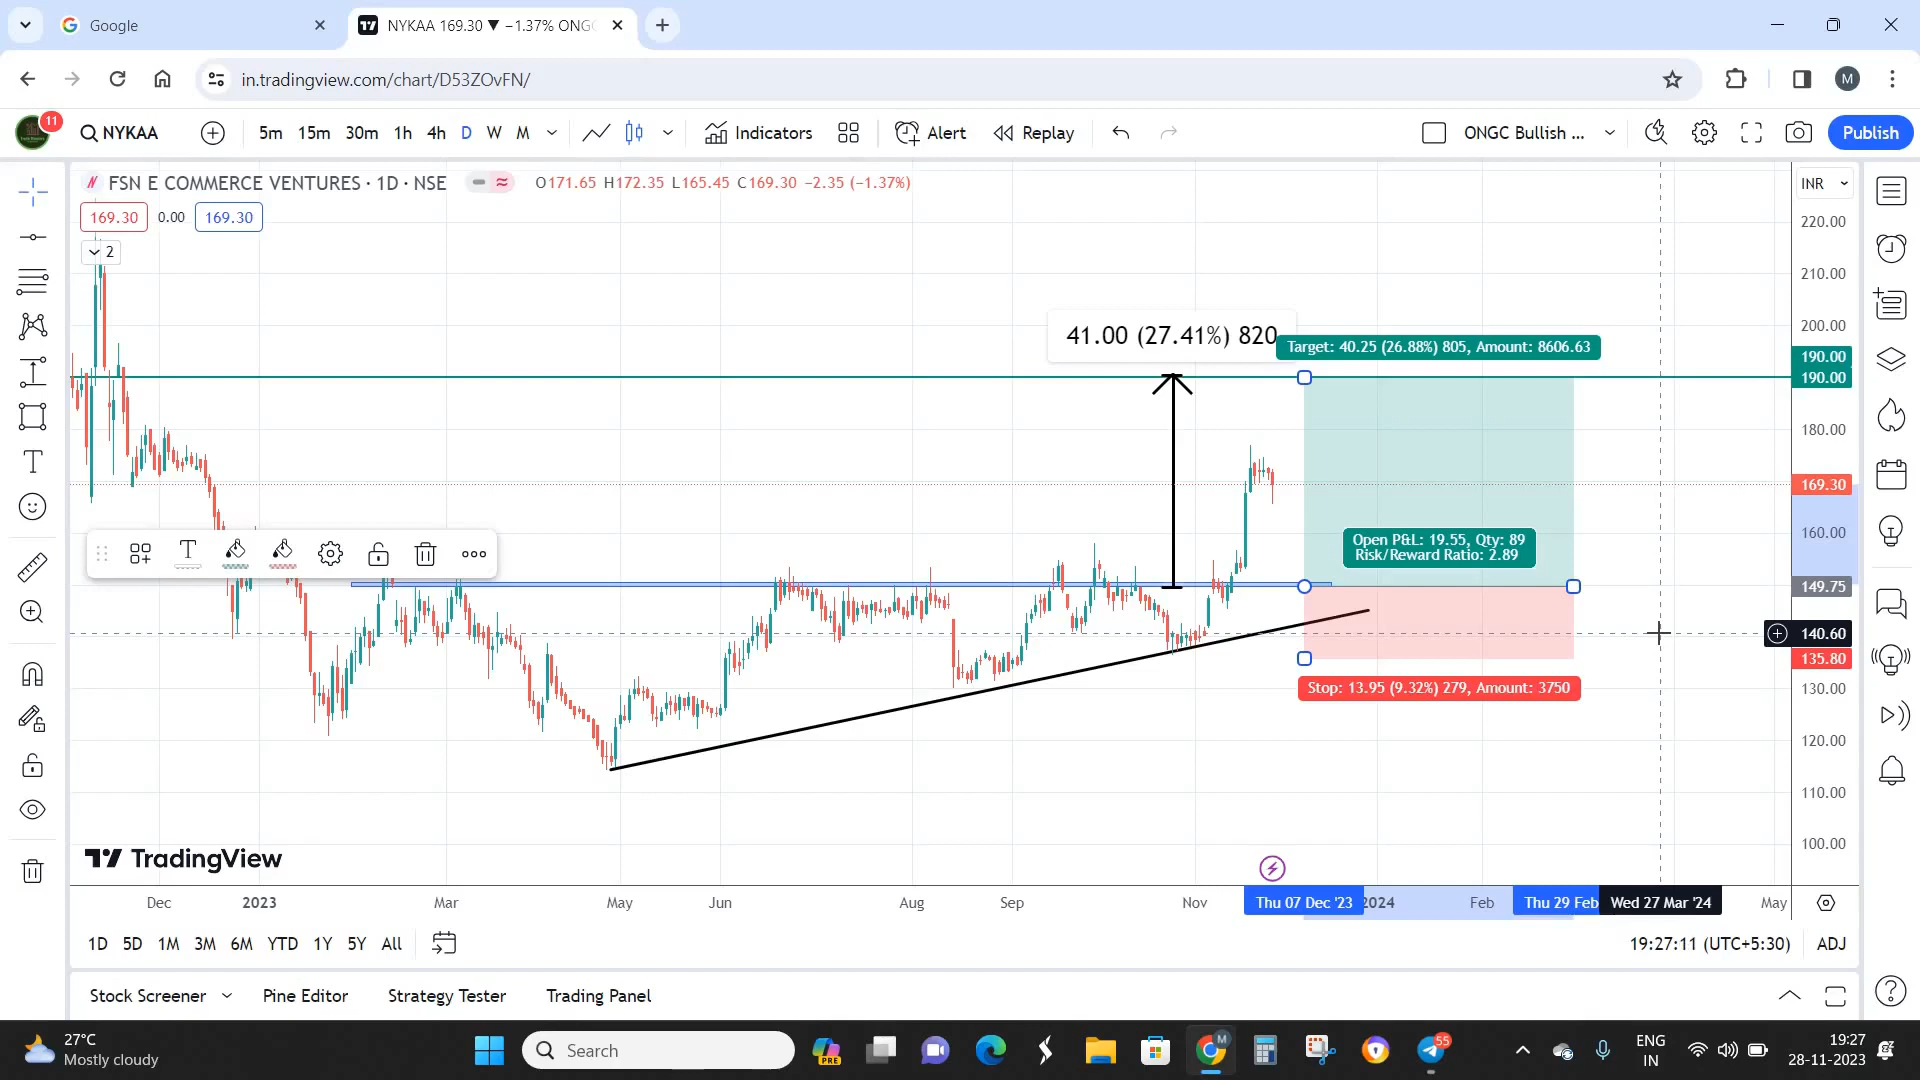 Google
NYKAA 169.30 ▼ −1.37% ONGC
in.tradingview.com/chart/D53ZOvFN/
M
11
NYKAA
5m 15m 30m 1h 4h D W M
Indicators
Alert
Replay
ONGC Bullish ...
Publish
FSN E COMMERCE VENTURES · 1D · NSE
O171.65 H172.35 L165.45 C169.30 −2.35 (−1.37%)
INR
169.30 0.00 169.30
2
220.00
210.00
200.00
190.00
190.00
180.00
169.30
160.00
149.75
140.60
135.80
130.00
120.00
110.00
100.00
41.00 (27.41%) 820
Target: 40.25 (26.88%) 805, Amount: 8606.63
Open P&L: 19.55, Qty: 89
Risk/Reward Ratio: 2.89
Stop: 13.95 (9.32%) 279, Amount: 3750
T
TradingView
Dec 2023 Mar May Jun Aug Sep Nov Thu 07 Dec '23 2024 Feb Thu 29 Feb Wed 27 Mar '24 May
1D 5D 1M 3M 6M YTD 1Y 5Y All
19:27:11 (UTC+5:30) ADJ
Stock Screener Pine Editor Strategy Tester Trading Panel
27°C
Mostly cloudy
Search
PRE
M
55
ENG
IN
19:27
28-11-2023